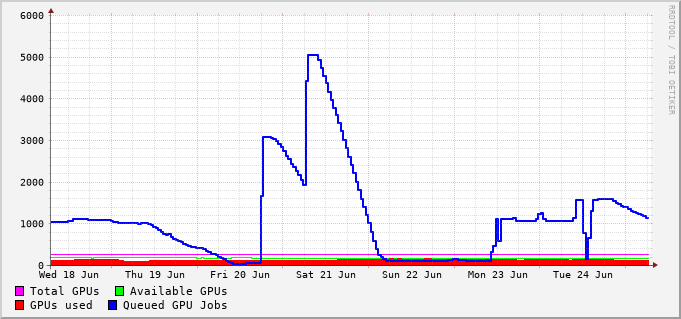 6000
5000
4000
3000
2000
1000
0
Wed 18 Jun Thu 19 Jun Fri 20 Jun Sat 21 Jun Sun 22 Jun Mon 23 Jun Tue 24 Jun
Total GPUs Available GPUs
GPUs used Queued GPU Jobs
RRDTOOL / TOBI OETIKER